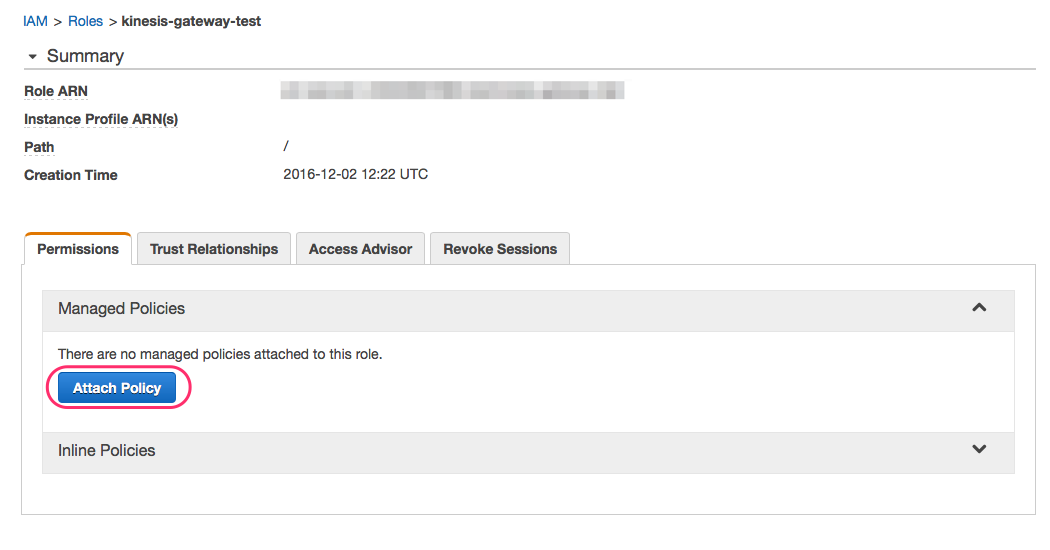 IAM > Roles > kinesis-gateway-test
Summary
Role ARN
Instance Profile ARN(s)
Path /
Creation Time 2016-12-02 12:22 UTC
Permissions Trust Relationships Access Advisor Revoke Sessions
Managed Policies
There are no managed policies attached to this role.
Attach Policy
Inline Policies